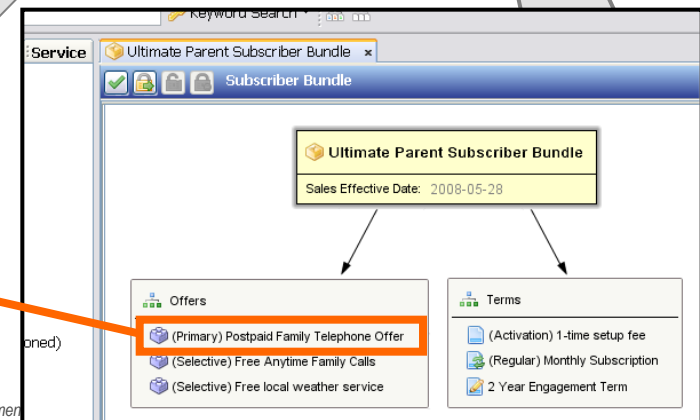 Keyword Search
Service
Ultimate Parent Subscriber Bundle x
Subscriber Bundle
Ultimate Parent Subscriber Bundle
Sales Effective Date: 2008-05-28
Offers
(Primary) Postpaid Family Telephone Offer
(Selective) Free Anytime Family Calls
(Selective) Free local weather service
Terms
(Activation) 1-time setup fee
(Regular) Monthly Subscription
2 Year Engagement Term
oned)
men